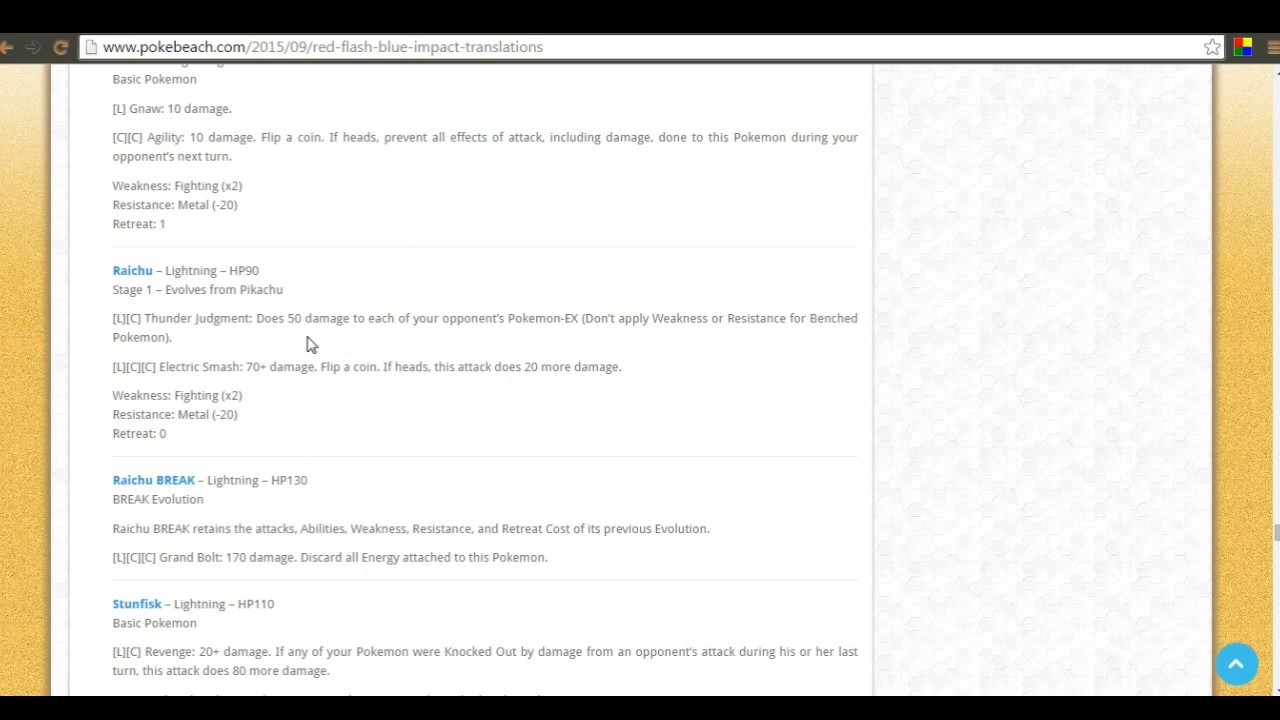 www.pokebeach.com/2015/09/red-flash-blue-impact-translations
Basic Pokemon
[L] Gnaw: 10 damage.
[C][C] Agility: 10 damage. Flip a coin. If heads, prevent all effects of attack, including damage, done to this Pokemon during your
opponent's next turn.
Weakness: Fighting (x2)
Resistance: Metal (-20)
Retreat: 1
Raichu – Lightning – HP90
Stage 1 – Evolves from Pikachu
[L][C] Thunder Judgment: Does 50 damage to each of your opponent's Pokemon-EX (Don't apply Weakness or Resistance for Benched
Pokemon).
[L][C][C] Electric Smash: 70+ damage. Flip a coin. If heads, this attack does 20 more damage.
Weakness: Fighting (x2)
Resistance: Metal (-20)
Retreat: 0
Raichu BREAK – Lightning – HP130
BREAK Evolution
Raichu BREAK retains the attacks, Abilities, Weakness, Resistance, and Retreat Cost of its previous Evolution.
[L][C][C] Grand Bolt: 170 damage. Discard all Energy attached to this Pokemon.
Stunfisk – Lightning – HP110
Basic Pokemon
[L][C] Revenge: 20+ damage. If any of your Pokemon were Knocked Out by damage from an opponent's attack during his or her last
turn, this attack does 80 more damage.